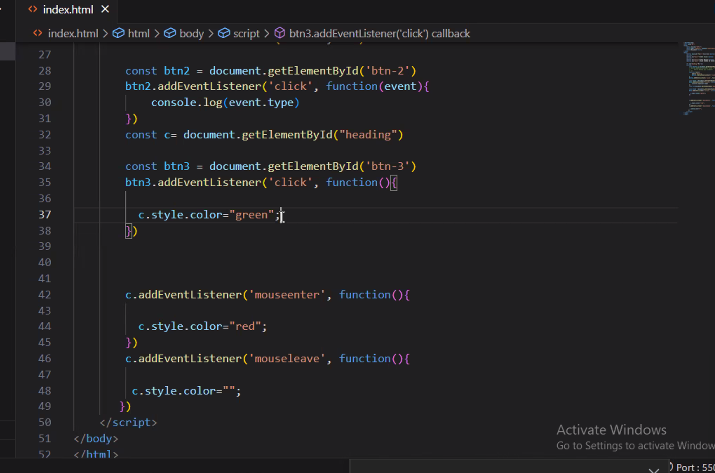 index.html
index.html > html > body > script > btn3.addEventListener('click') callback
27
28 const btn2 = document.getElementById('btn-2')
29 btn2.addEventListener('click', function(event){
30 console.log(event.type)
31 })
32 const c= document.getElementById("heading")
33
34 const btn3 = document.getElementById('btn-3')
35 btn3.addEventListener('click', function(){
36
37 c.style.color="green";
38 })
39
40
41
42 c.addEventListener('mouseenter', function(){
43
44 c.style.color="red";
45 })
46 c.addEventListener('mouseleave', function(){
47
48 c.style.color="";
49 })
50 </script>
51 </body>
52 </html>
Activate Windows
Go to Settings to activate Window
Port : 550